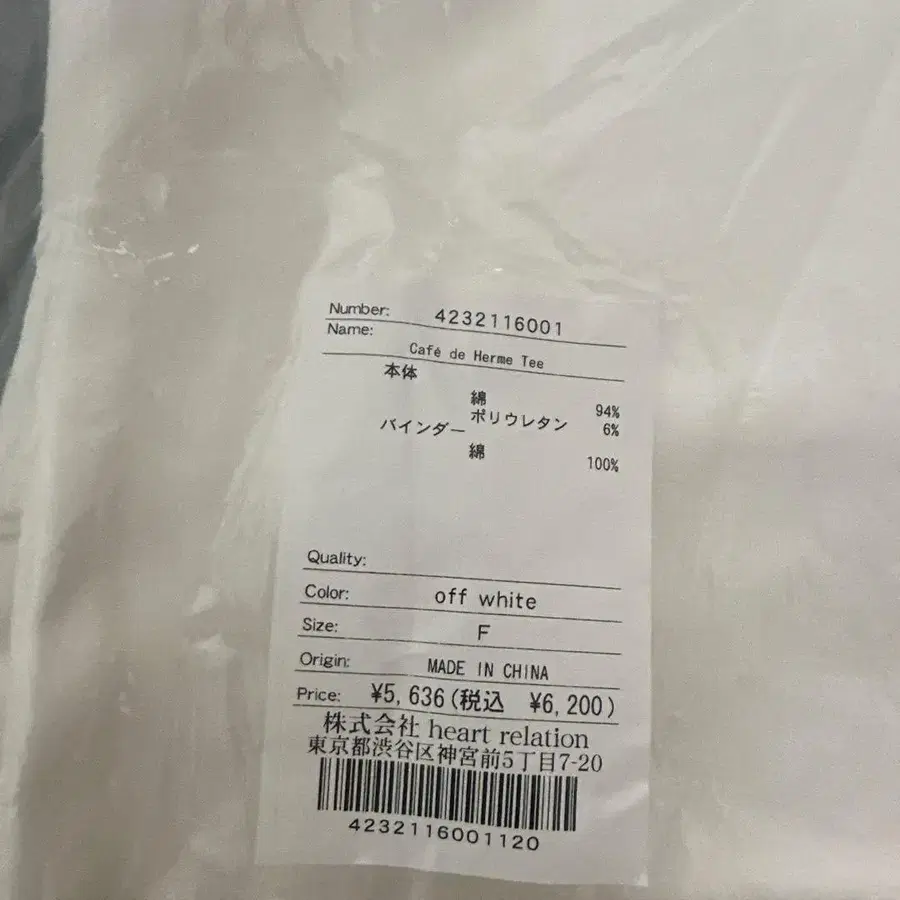 Number: 4232116001
Name:
Café de Herme Tee
本体
綿 94%
ポリウレタン 6%
バインダー
綿 100%
Quality:
Color: off white
Size: F
Origin: MADE IN CHINA
Price: ¥5,636(税込 ¥6,200)
株式会社 heart relation
東京都渋谷区神宮前5丁目7-20
4232116001120